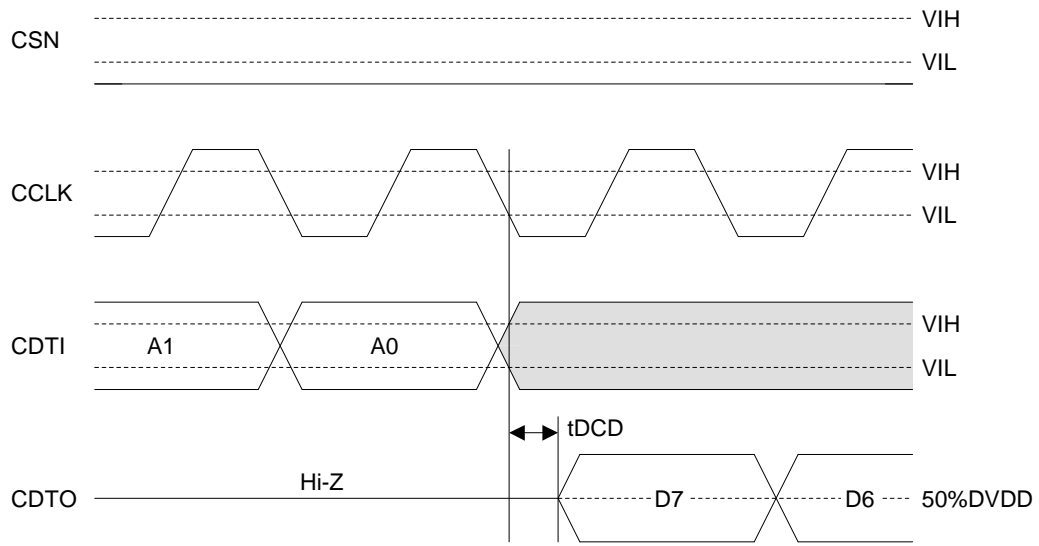 VIH
CSN
VIL
VIH
CCLK
VIL
VIH
CDTI A1 A0
VIL
tDCD
Hi-Z
CDTO D7 D6 50%DVDD